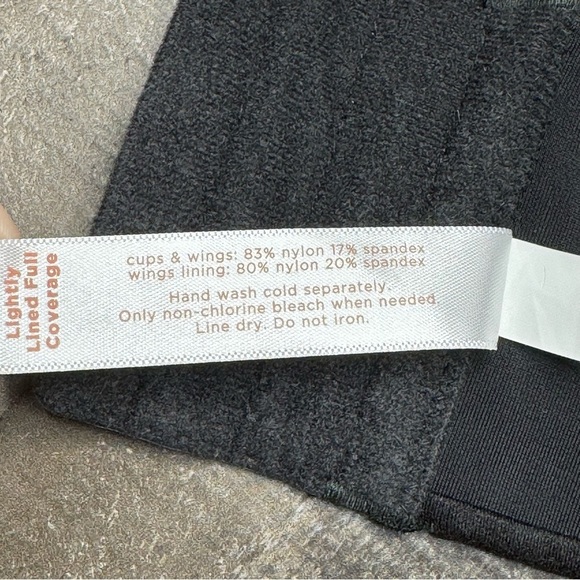 Lightly
Lined Full
Coverage
cups & wings: 83% nylon 17% spandex
wings lining: 80% nylon 20% spandex
Hand wash cold separately.
Only non-chlorine bleach when needed.
Line dry. Do not iron.